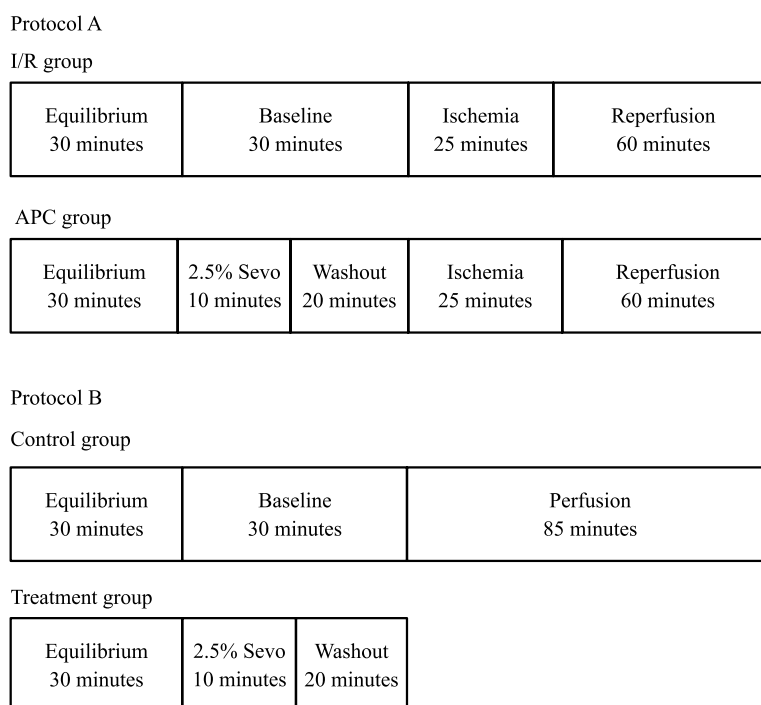 Protocol A
I/R group
Equilibrium Baseline Ischemia Reperfusion
30 minutes 30 minutes 25 minutes 60 minutes
APC group
Equilibrium 2.5% Sevo Washout Ischemia Reperfusion
30 minutes 10 minutes 20 minutes 25 minutes 60 minutes
Protocol B
Control group
Equilibrium Baseline Perfusion
30 minutes 30 minutes 85 minutes
Treatment group
Equilibrium 2.5% Sevo Washout
30 minutes 10 minutes 20 minutes